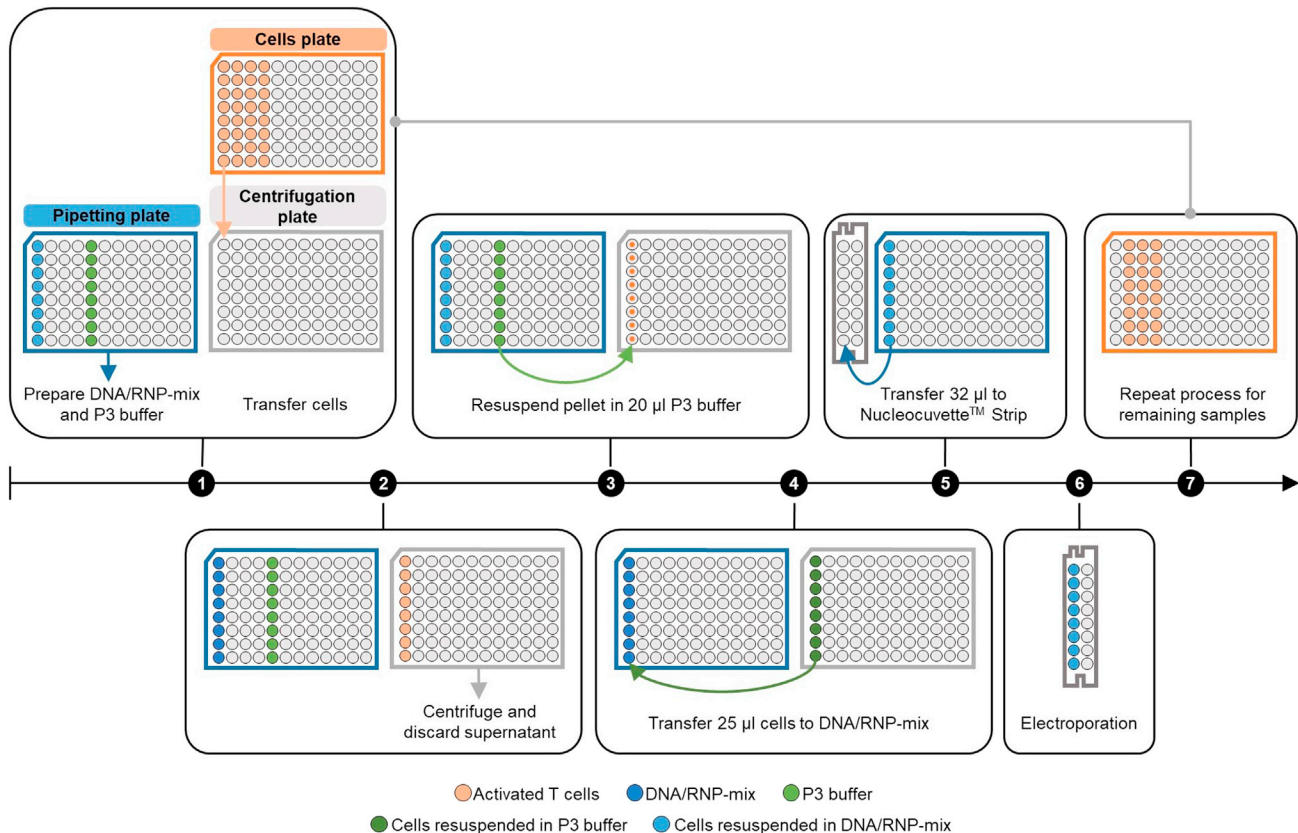 Cells plate
Pipetting plate
Centrifugation
plate
Prepare DNA/RNP-mix
and P3 buffer
Transfer cells
Resuspend pellet in 20 µl P3 buffer
Transfer 32 µl to
Nucleocuvette™ Strip
Repeat process for
remaining samples
1
2
3
4
5
6
7
Centrifuge and
discard supernatant
Transfer 25 µl cells to DNA/RNP-mix
Electroporation
Activated T cells
DNA/RNP-mix
P3 buffer
Cells resuspended in P3 buffer
Cells resuspended in DNA/RNP-mix